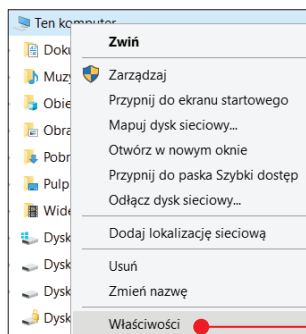 Ten komputer
Zwiń
Zarządzaj
Przypnij do ekranu startowego
Mapuj dysk sieciowy...
Otwórz w nowym oknie
Przypnij do paska Szybki dostęp
Odłącz dysk sieciowy...
Dodaj lokalizację sieciową
Usuń
Zmień nazwę
Właściwości
Doku
Muzy
Obie
Obra
Pobr
Pulp
Wide
Dysk
Dysk
Dysk
Dysk